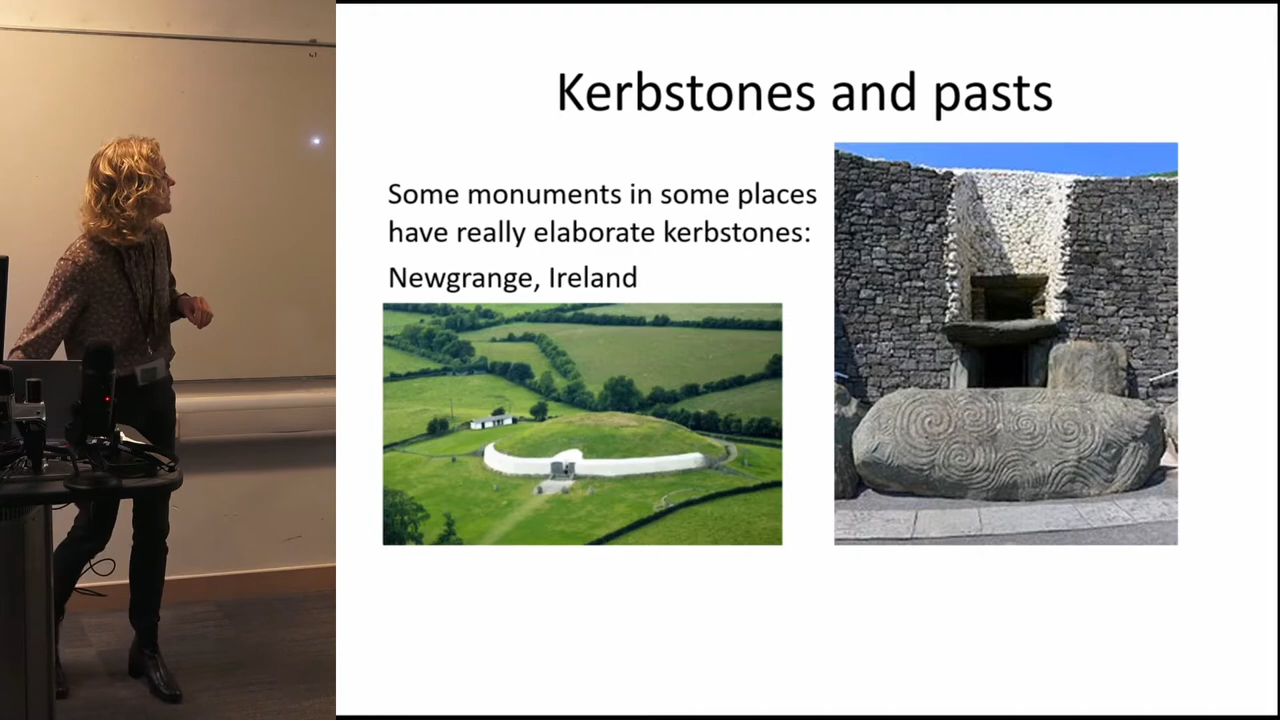 Kerbstones and pasts
Some monuments in some places
have really elaborate kerbstones:
Newgrange, Ireland